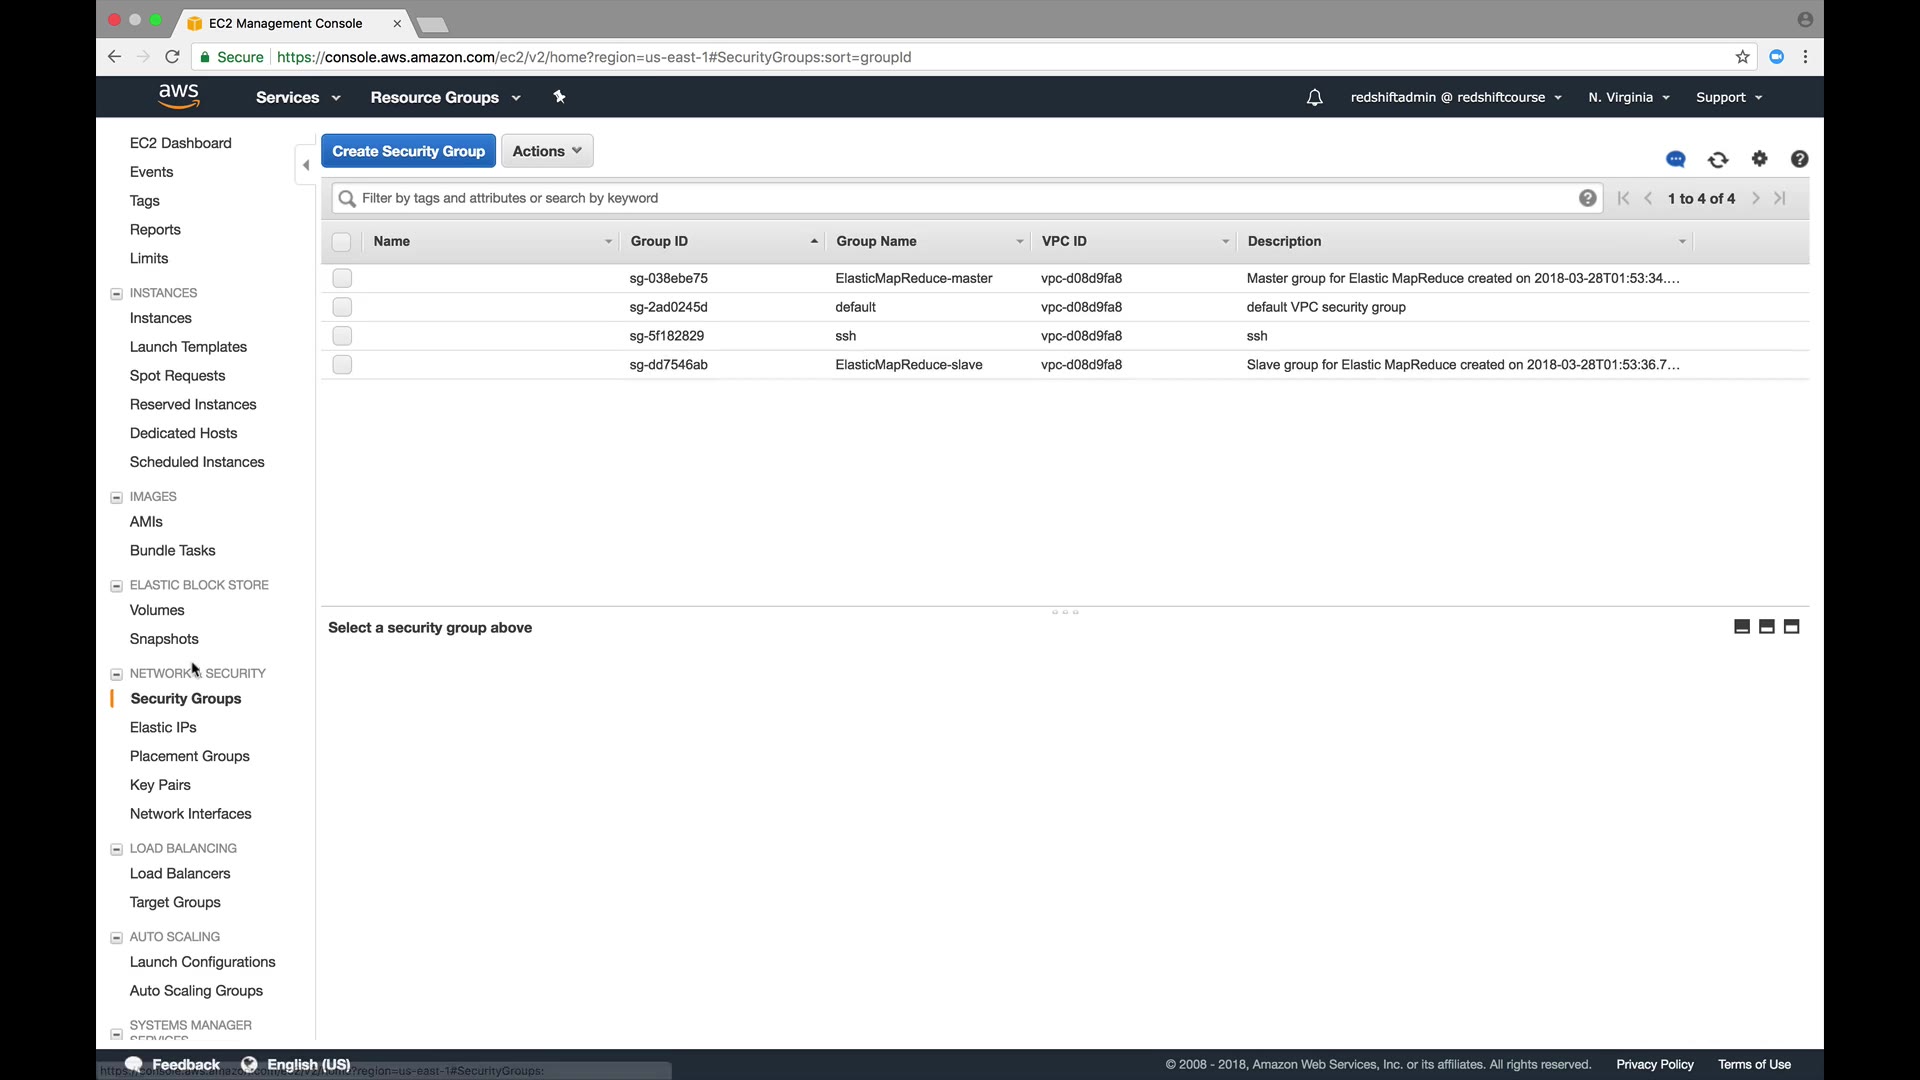 EC2 Management Console
Secure https://console.aws.amazon.com/ec2/v2/home?region=us-east-1#SecurityGroups:sort=groupId
aws Services Resource Groups redshiftadmin @ redshiftcourse N. Virginia Support
EC2 Dashboard
Events
Tags
Reports
Limits
INSTANCES
Instances
Launch Templates
Spot Requests
Reserved Instances
Dedicated Hosts
Scheduled Instances
IMAGES
AMIs
Bundle Tasks
ELASTIC BLOCK STORE
Volumes
Snapshots
NETWORK & SECURITY
Security Groups
Elastic IPs
Placement Groups
Key Pairs
Network Interfaces
LOAD BALANCING
Load Balancers
Target Groups
AUTO SCALING
Launch Configurations
Auto Scaling Groups
SYSTEMS MANAGER
SERVICES
Create Security Group Actions
Filter by tags and attributes or search by keyword 1 to 4 of 4
Name Group ID Group Name VPC ID Description
sg-038ebe75 ElasticMapReduce-master vpc-d08d9fa8 Master group for Elastic MapReduce created on 2018-03-28T01:53:34....
sg-2ad0245d default vpc-d08d9fa8 default VPC security group
sg-5f182829 ssh vpc-d08d9fa8 ssh
sg-dd7546ab ElasticMapReduce-slave vpc-d08d9fa8 Slave group for Elastic MapReduce created on 2018-03-28T01:53:36.7...
Select a security group above
Feedback English (US) © 2008 - 2018, Amazon Web Services, Inc. or its affiliates. All rights reserved. Privacy Policy Terms of Use
https://console.aws.amazon.com/ec2/v2/home?region=us-east-1#SecurityGroups: